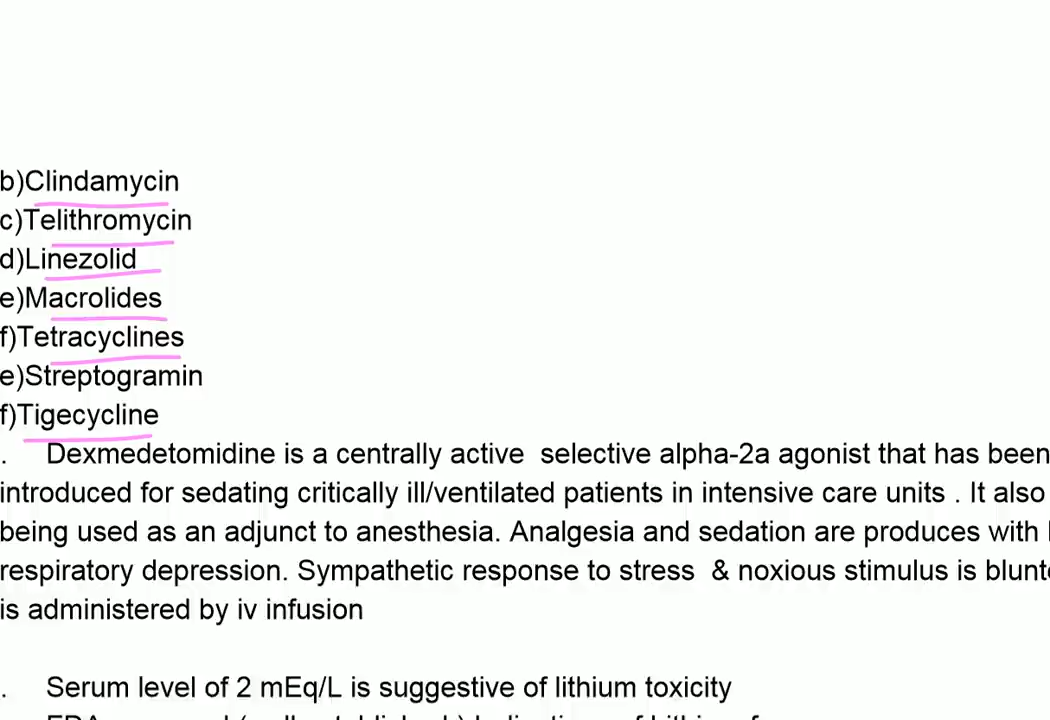 b)Clindamycin
c)Telithromycin
d)Linezolid
e)Macrolides
f)Tetracyclines
e)Streptogramin
f)Tigecycline
. Dexmedetomidine is a centrally active selective alpha-2a agonist that has been
introduced for sedating critically ill/ventilated patients in intensive care units . It also
being used as an adjunct to anesthesia. Analgesia and sedation are produces with
respiratory depression. Sympathetic response to stress & noxious stimulus is
is administered by iv infusion
. Serum level of 2 mEq/L is suggestive of lithium toxicity